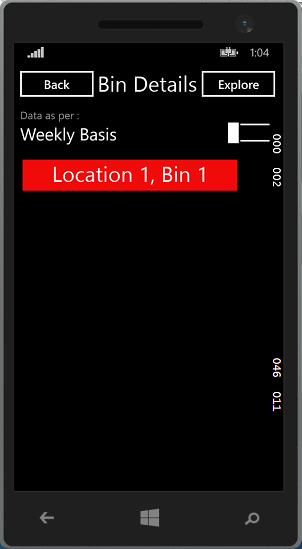 1:04
Back Bin Details Explore
Data as per :
Weekly Basis
Location 1, Bin 1
000 002
046 011